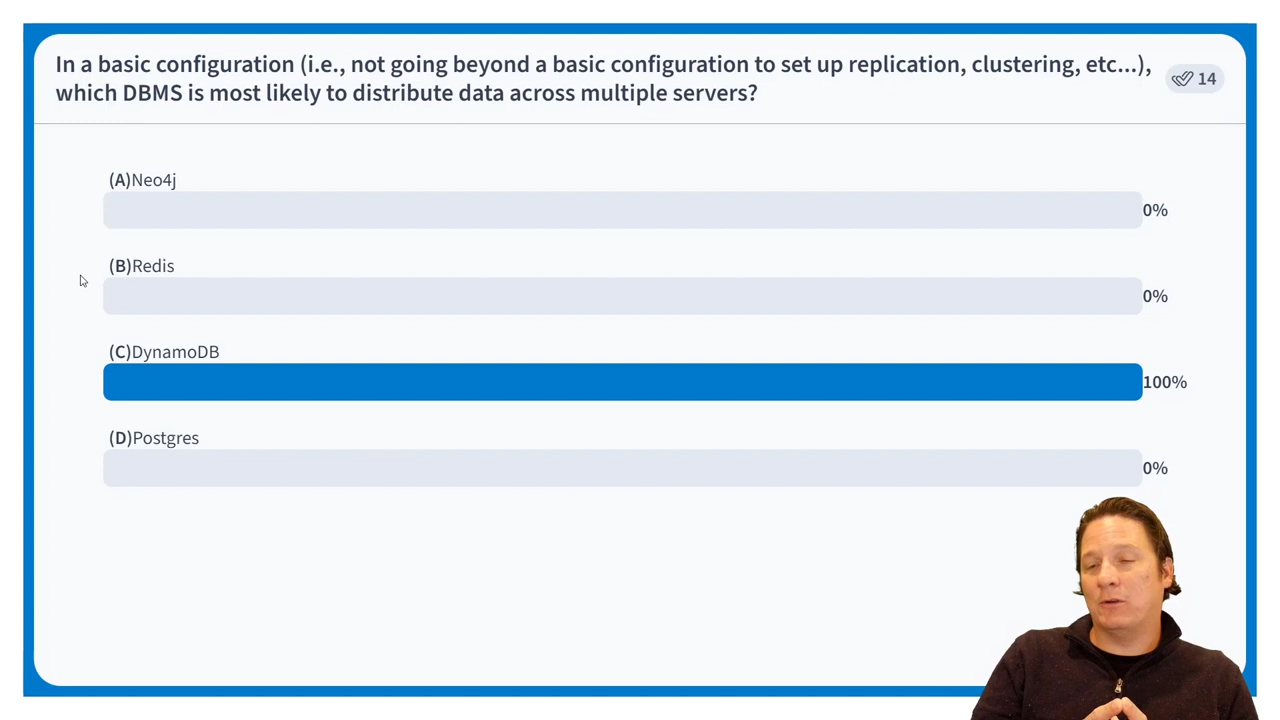 In a basic configuration (i.e., not going beyond a basic configuration to set up replication, clustering, etc...),
which DBMS is most likely to distribute data across multiple servers?
14
(A)Neo4j
0%
(B)Redis
0%
(C)DynamoDB
100%
(D)Postgres
0%